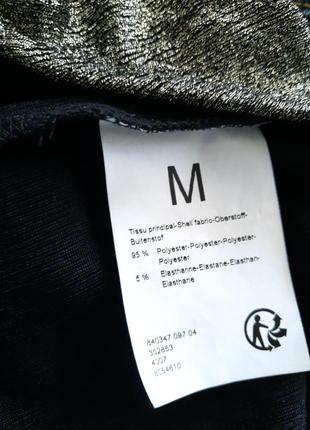 M
Tissu principal-Shell fabric-Oberstoff-
Buitenstof
95 % Polyester-Polyester-Polyester-
Polyester
5 % Elasthanne-Elastane-Elasthan-
Elasthane
840347 097 04
302853
4007
8054610